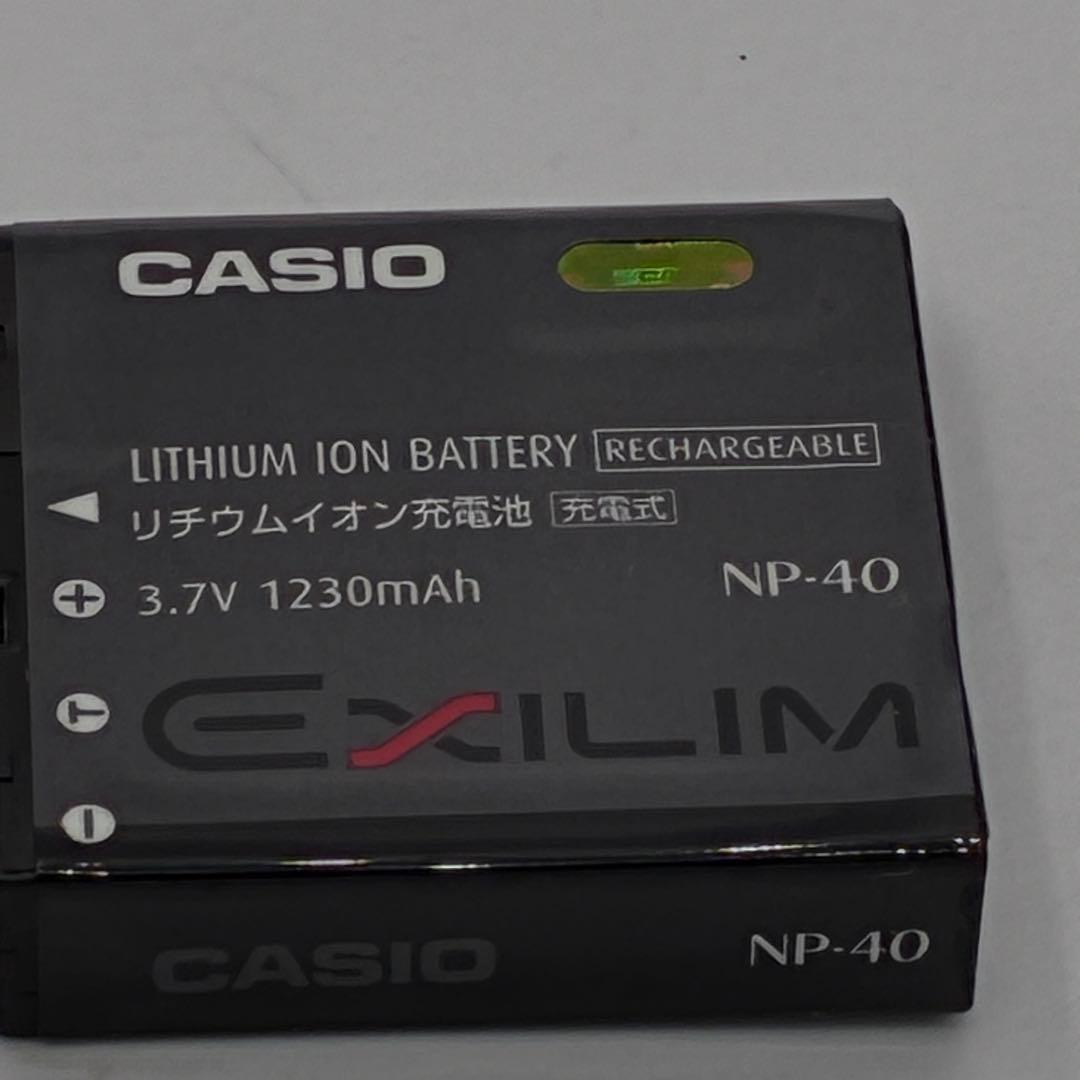 CASIO
LITHIUM ION BATTERY RECHARGEABLE
リチウムイオン充電池 充電式
3.7V 1230mAh NP-40
T
EXILIM
CASIO NP-40